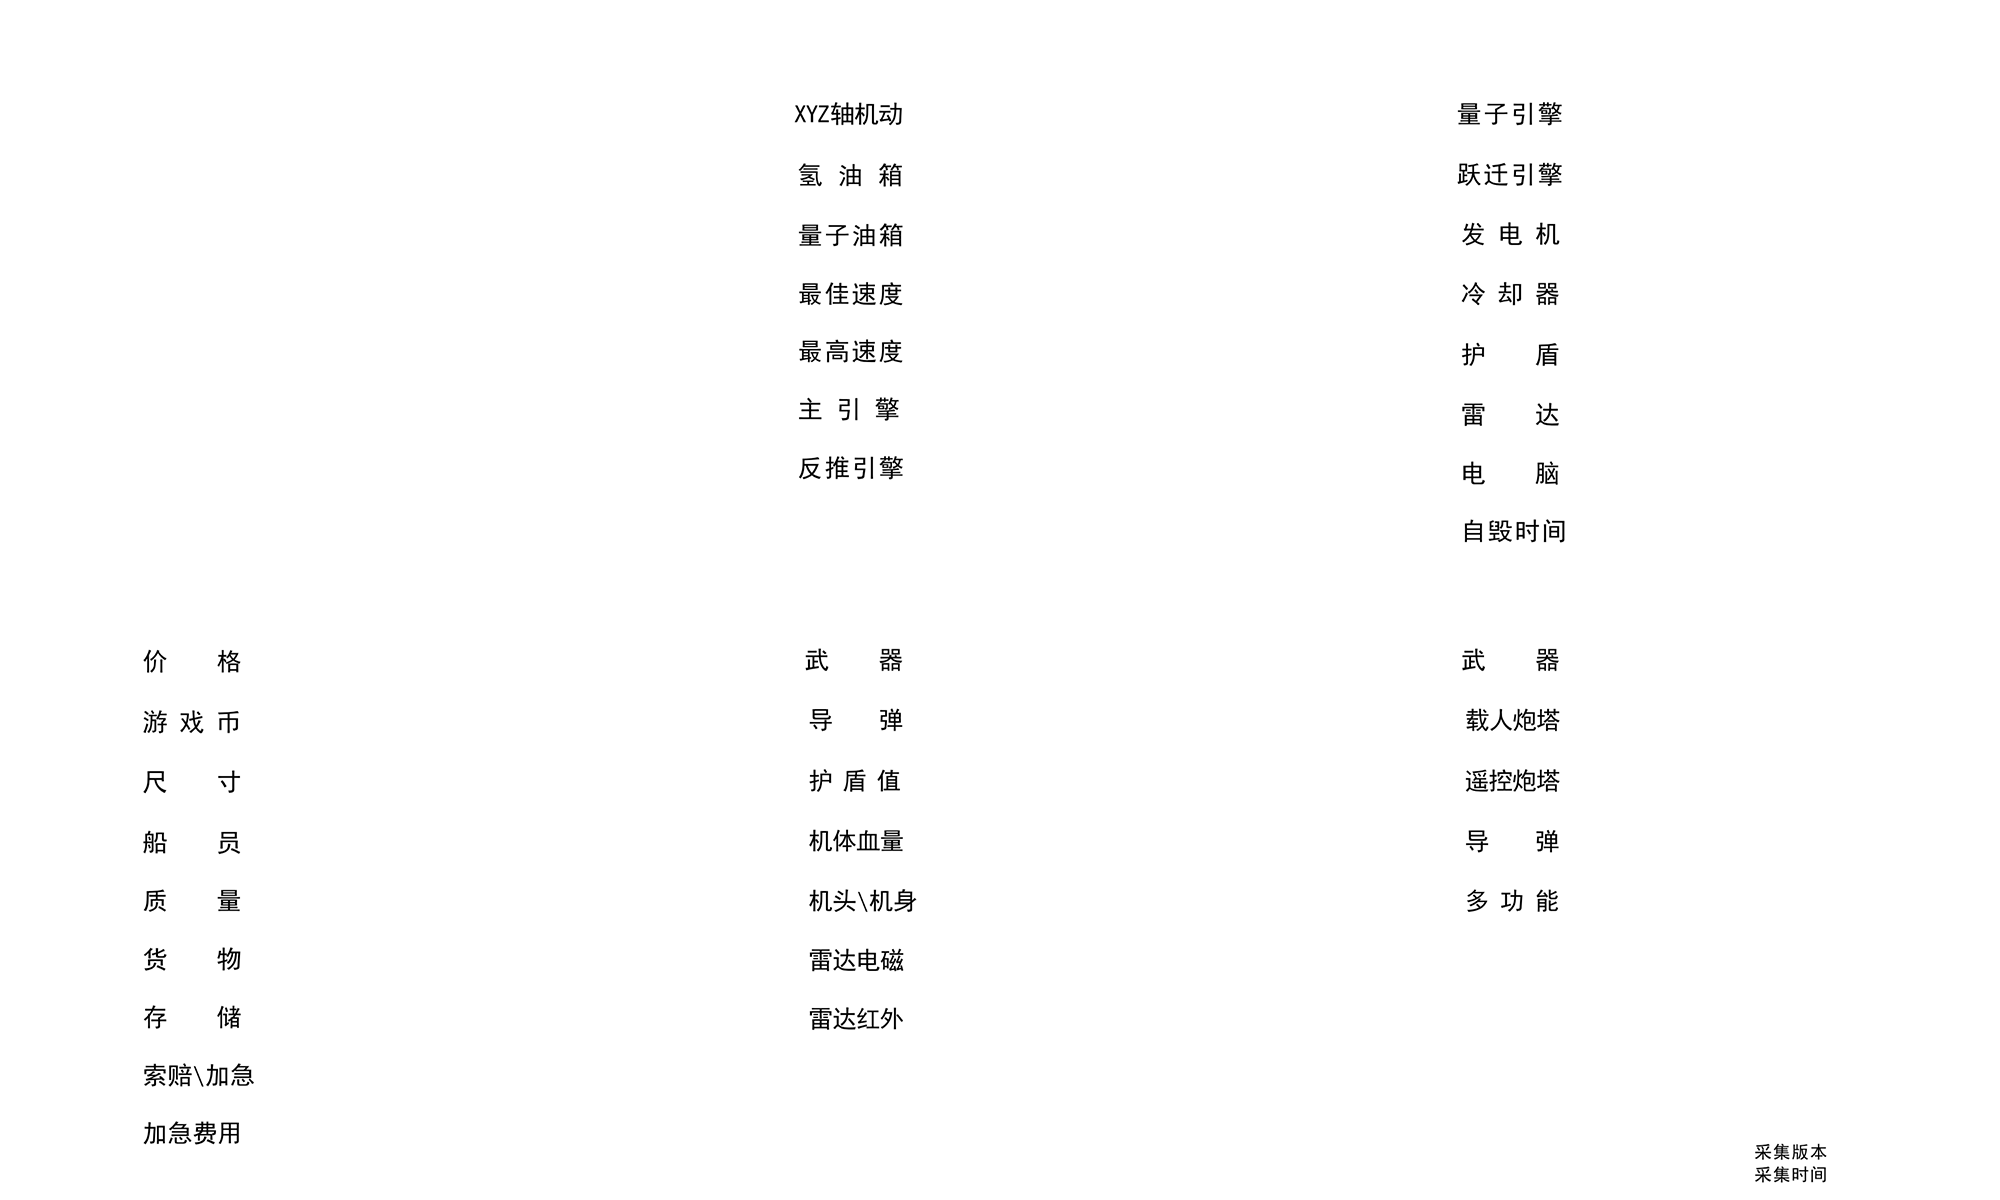 XYZ轴机动
氢油箱
量子油箱
最佳速度
最高速度
主引擎
反推引擎
量子引擎
跃迁引擎
发电机
冷却器
护盾
雷达
电脑
自毁时间
价格
游戏币
尺寸
船员
质量
货物
存储
索赔\加急
加急费用
武器
导弹
护盾值
机体血量
机头\机身
雷达电磁
雷达红外
武器
载人炮塔
遥控炮塔
导弹
多功能
采集版本
采集时间